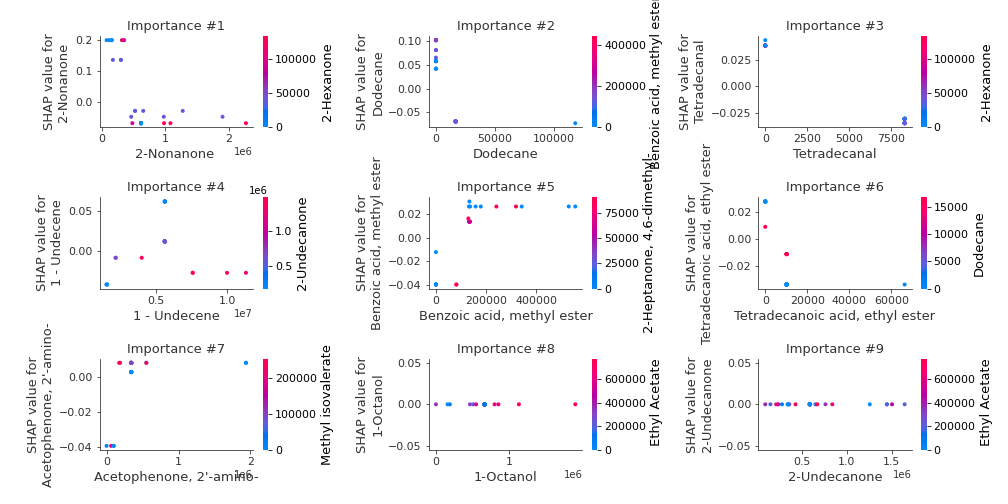 Importance #1
SHAP value for
2-Nonanone
0.2
0.1
0.0
0
1
2
1e6
2-Nonanone
100000
50000
0
2-Hexanone
Importance #2
SHAP value for
Dodecane
0.10
0.05
0.00
−0.05
0
50000
1000000
Dodecane
400000
200000
0
Benzoic acid, methyl ester
Importance #3
SHAP value for
Tetradecanal
0.025
0.000
−0.025
0
2500
5000
7500
Tetradecanal
100000
50000
0
2-Hexanone
Importance #4
SHAP value for
1 - Undecene
0.05
0.00
0.5
1.0
1e7
1 - Undecene
1e6
1.0
0.5
2-Undecanone
Importance #5
SHAP value for
Benzoic acid, methyl ester
0.02
0.00
−0.02
−0.04
0
200000
400000
Benzoic acid, methyl ester
75000
50000
25000
0
2-Heptanone, 4,6-dimethyl-
Importance #6
SHAP value for
Tetradecanoic acid, ethyl ester
0.02
0.00
−0.02
0
20000
40000
60000
Tetradecanoic acid, ethyl ester
15000
10000
5000
0
Dodecane
Importance #7
SHAP value for
Acetophenone, 2'-amino-
0.00
−0.02
−0.04
0
1
2
1e6
Acetophenone, 2'-amino-
200000
100000
0
Methyl isovalerate
Importance #8
SHAP value for
1-Octanol
0.05
0.00
−0.05
0
1
1e6
1-Octanol
600000
400000
200000
0
Ethyl Acetate
Importance #9
SHAP value for
2-Undecanone
0.05
0.00
−0.05
0.5
1.0
1.5
1e6
2-Undecanone
600000
400000
200000
0
Ethyl Acetate